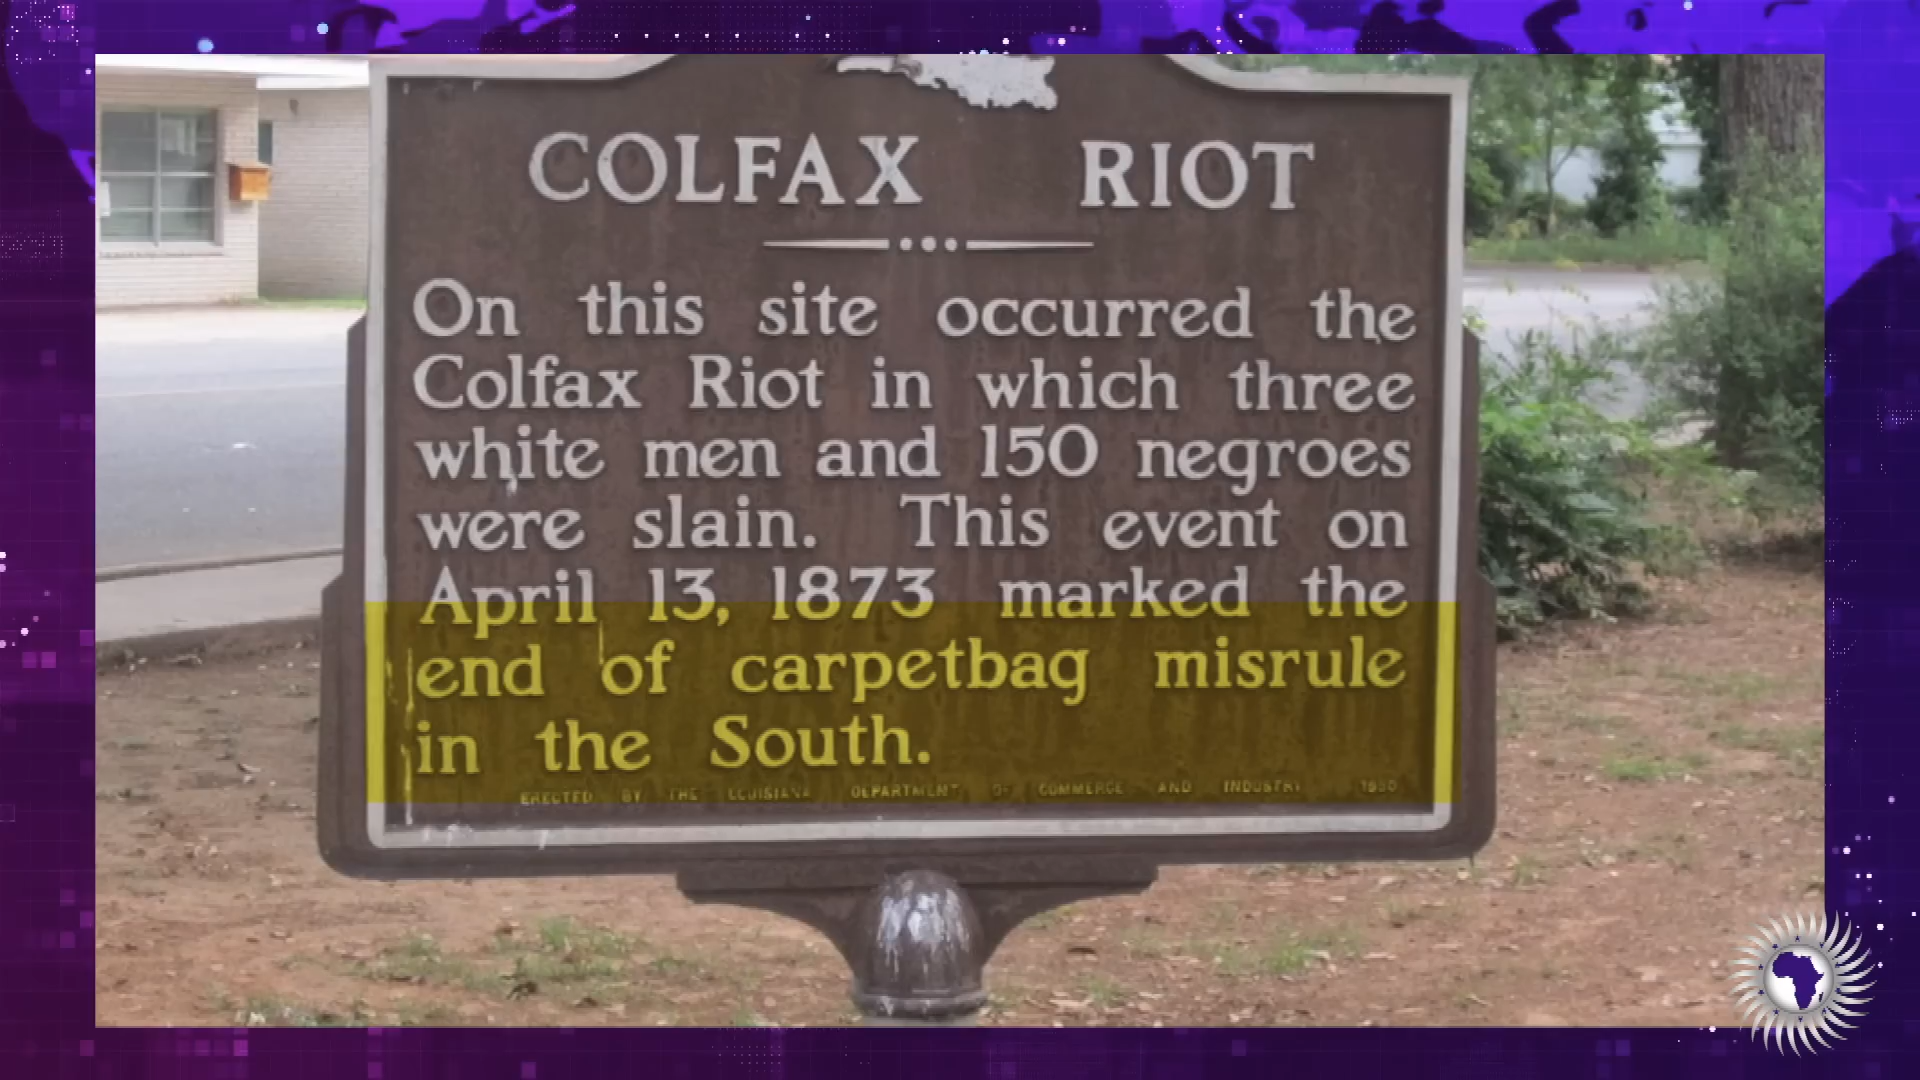 COLFAX RIOT
On this site occurred the
Colfax Riot in which three
white men and 150 negroes
were slain. This event on
April 13, 1873 marked the
end of carpetbag misrule
in the South.
ERECTED BY THE LOUISIANA DEPARTMENT OF COMMERCE AND INDUSTRY 1950